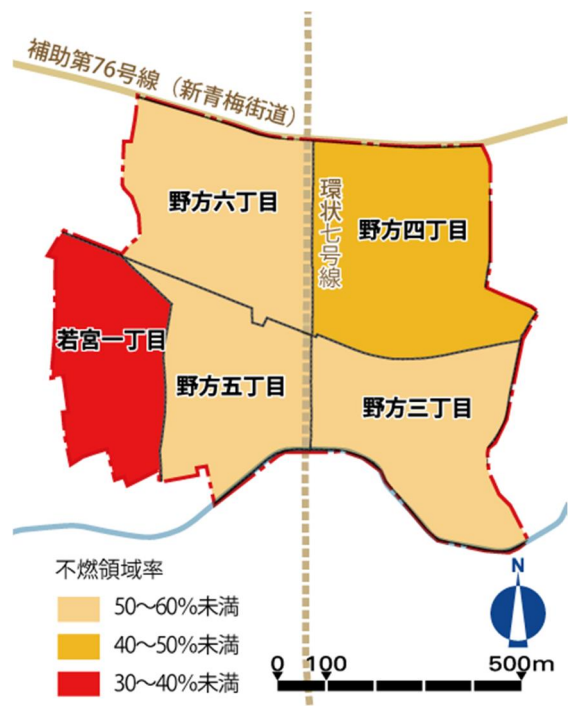 補助第76号線（新青梅街道）
環状七号線
野方六丁目
野方四丁目
若宮一丁目
野方五丁目
野方三丁目
不燃領域率
50〜60%未満
40〜50%未満
30〜40%未満
N
0 100 500m